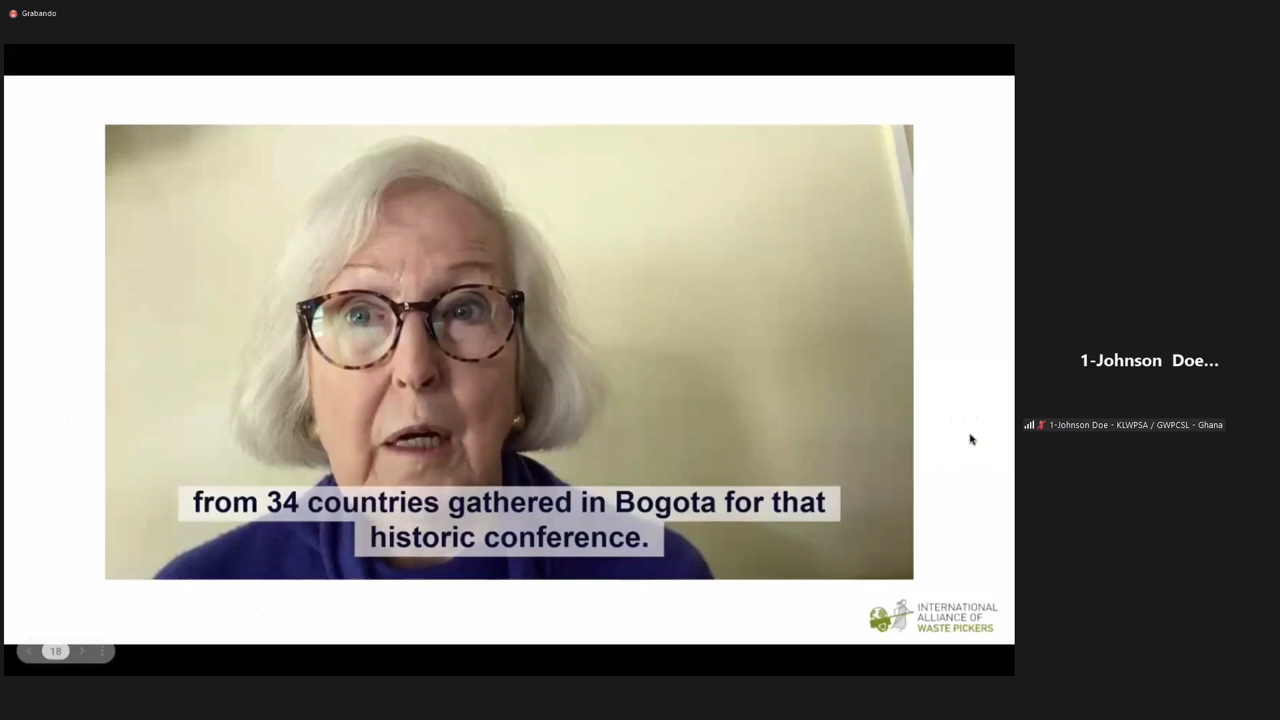 Grabando
from 34 countries gathered in Bogota for that
historic conference.
INTERNATIONAL
ALLIANCE OF
WASTE PICKERS
18
1-Johnson Doe...
1-Johnson Doe - KLWPSA / GWPCSL - Ghana